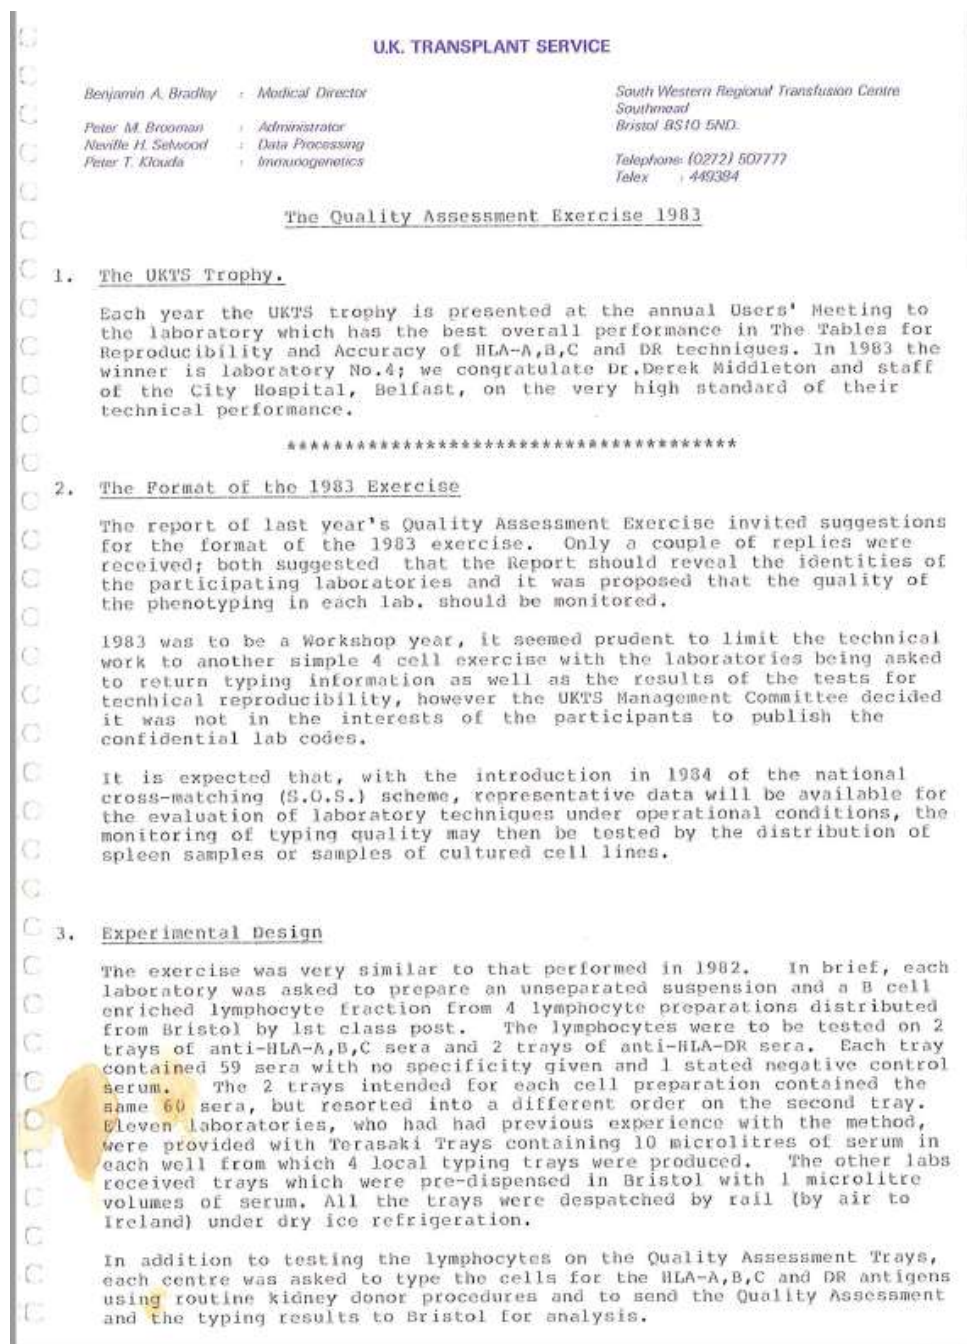 U.K. TRANSPLANT SERVICE
Benjamin A. Bradley : Medical Director
Peter M. Brooman : Administrator
Neville H. Selwood : Data Processing
Peter T. Klouda : Immunogenetics
South Western Regional Transfusion Centre
Southmead
Bristol BS10 5ND.
Telephone: (0272) 507777
Telex : 449384
The Quality Assessment Exercise 1983
1. The UKTS Trophy.
Each year the UKTS trophy is presented at the annual Users' Meeting to
the laboratory which has the best overall performance in The Tables for
Reproducibility and Accuracy of HLA-A,B,C and DR techniques. In 1983 the
winner is laboratory No.4; we congratulate Dr.Derek Middleton and staff
of the City Hospital, Belfast, on the very high standard of their
technical performance.
***************************************
2. The Format of the 1983 Exercise
The report of last year's Quality Assessment Exercise invited suggestions
for the format of the 1983 exercise. Only a couple of replies were
received; both suggested that the Report should reveal the identities of
the participating laboratories and it was proposed that the quality of
the phenotyping in each lab. should be monitored.
1983 was to be a Workshop year, it seemed prudent to limit the technical
work to another simple 4 cell exercise with the laboratories being asked
to return typing information as well as the results of the tests for
tecnhical reproducibility, however the UKTS Management Committee decided
it was not in the interests of the participants to publish the
confidential lab codes.
It is expected that, with the introduction in 1984 of the national
cross-matching (S.O.S.) scheme, representative data will be available for
the evaluation of laboratory techniques under operational conditions, the
monitoring of typing quality may then be tested by the distribution of
spleen samples or samples of cultured cell lines.
3. Experimental Design
The exercise was very similar to that performed in 1982. In brief, each
laboratory was asked to prepare an unseparated suspension and a B cell
enriched lymphocyte fraction from 4 lymphocyte preparations distributed
from Bristol by 1st class post. The lymphocytes were to be tested on 2
trays of anti-HLA-A,B,C sera and 2 trays of anti-HLA-DR sera. Each tray
contained 59 sera with no specificity given and 1 stated negative control
serum. The 2 trays intended for each cell preparation contained the
same 60 sera, but resorted into a different order on the second tray.
Eleven laboratories, who had had previous experience with the method,
were provided with Terasaki Trays containing 10 microlitres of serum in
each well from which 4 local typing trays were produced. The other labs
received trays which were pre-dispensed in Bristol with 1 microlitre
volumes of serum. All the trays were despatched by rail (by air to
Ireland) under dry ice refrigeration.
In addition to testing the lymphocytes on the Quality Assessment Trays,
each centre was asked to type the cells for the HLA-A,B,C and DR antigens
using routine kidney donor procedures and to send the Quality Assessment
and the typing results to Bristol for analysis.